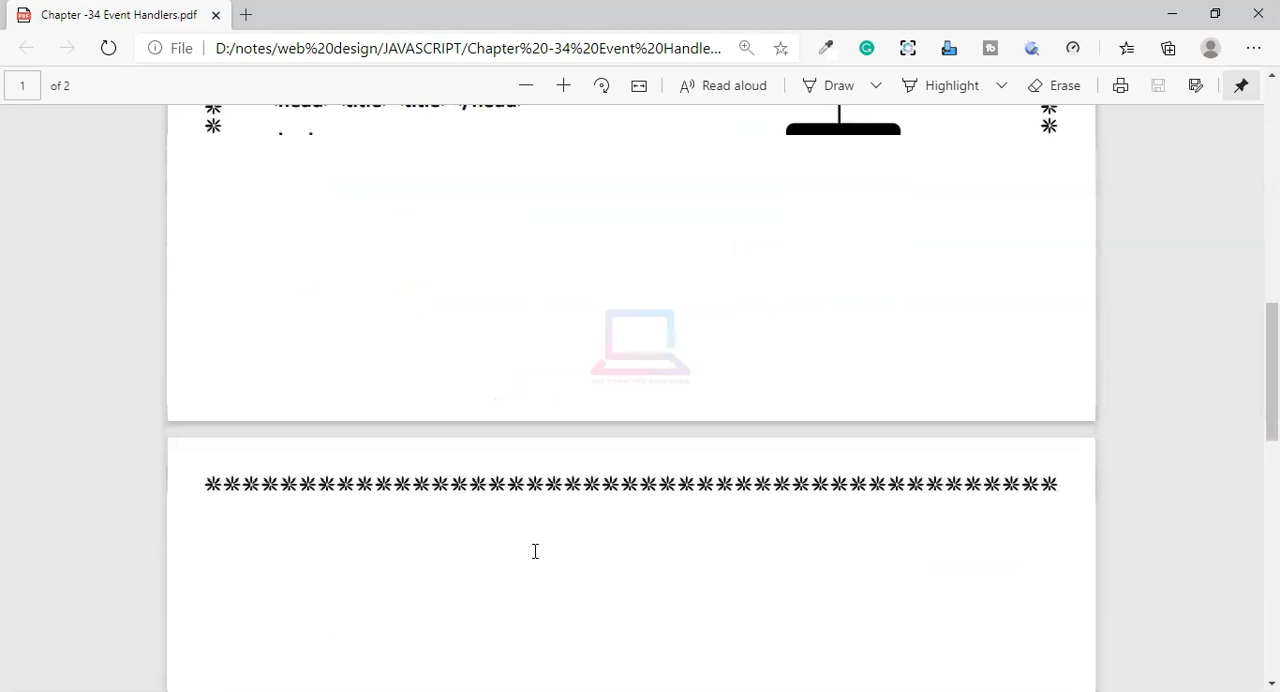 Chapter -34 Event Handlers.pdf
File D:/notes/web%20design/JAVASCRIPT/Chapter%20-34%20Event%20Handle...
1 of 2 Read aloud Draw Highlight Erase